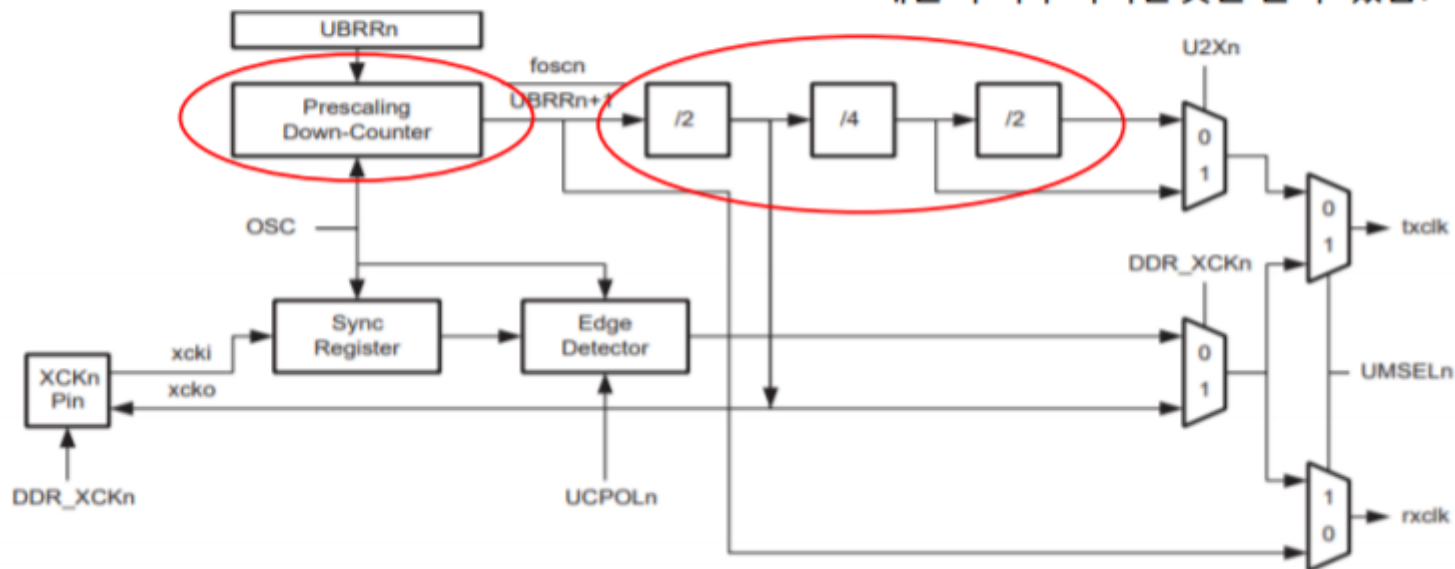 UBRRn
U2Xn
foscn
UBRRn+1
Prescaling
Down-Counter
/2
/4
/2
0
1
OSC
0
1
txclk
DDR_XCKn
Sync
Register
Edge
Detector
xcki
XCKn
Pin
xcko
0
1
UMSELn
DDR_XCKn
UCPOLn
1
0
rxclk